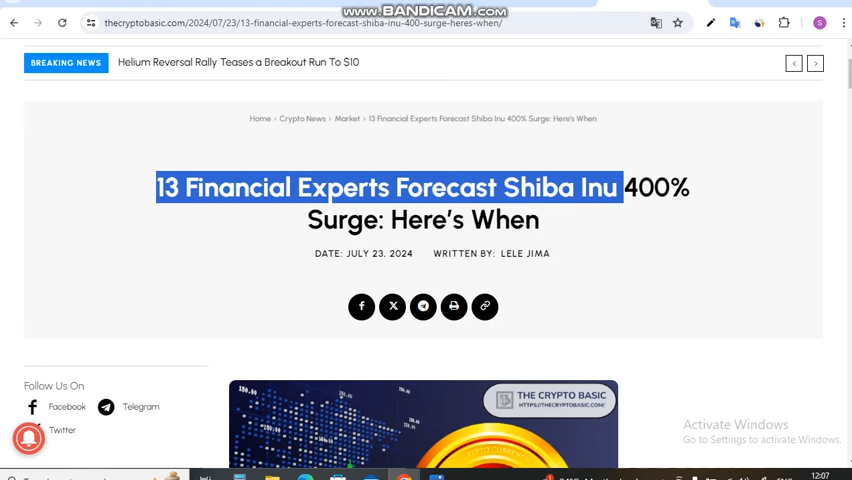 www.BANDICAM.com
thecryptobasic.com/2024/07/23/13-financial-experts-forecast-shiba-inu-400-surge-heres-when/
S
BREAKING NEWS Helium Reversal Rally Teases a Breakout Run To $10
Home › Crypto News › Market › 13 Financial Experts Forecast Shiba Inu 400% Surge: Here's When
13 Financial Experts Forecast Shiba Inu 400%
Surge: Here's When
DATE: JULY 23, 2024 WRITTEN BY: LELE JIMA
Follow Us On
Facebook Telegram
Twitter
150.00
THE CRYPTO BASIC
HTTPS://THECRYPTOBASIC.COM/
Activate Windows
Go to Settings to activate Windows.
12:07